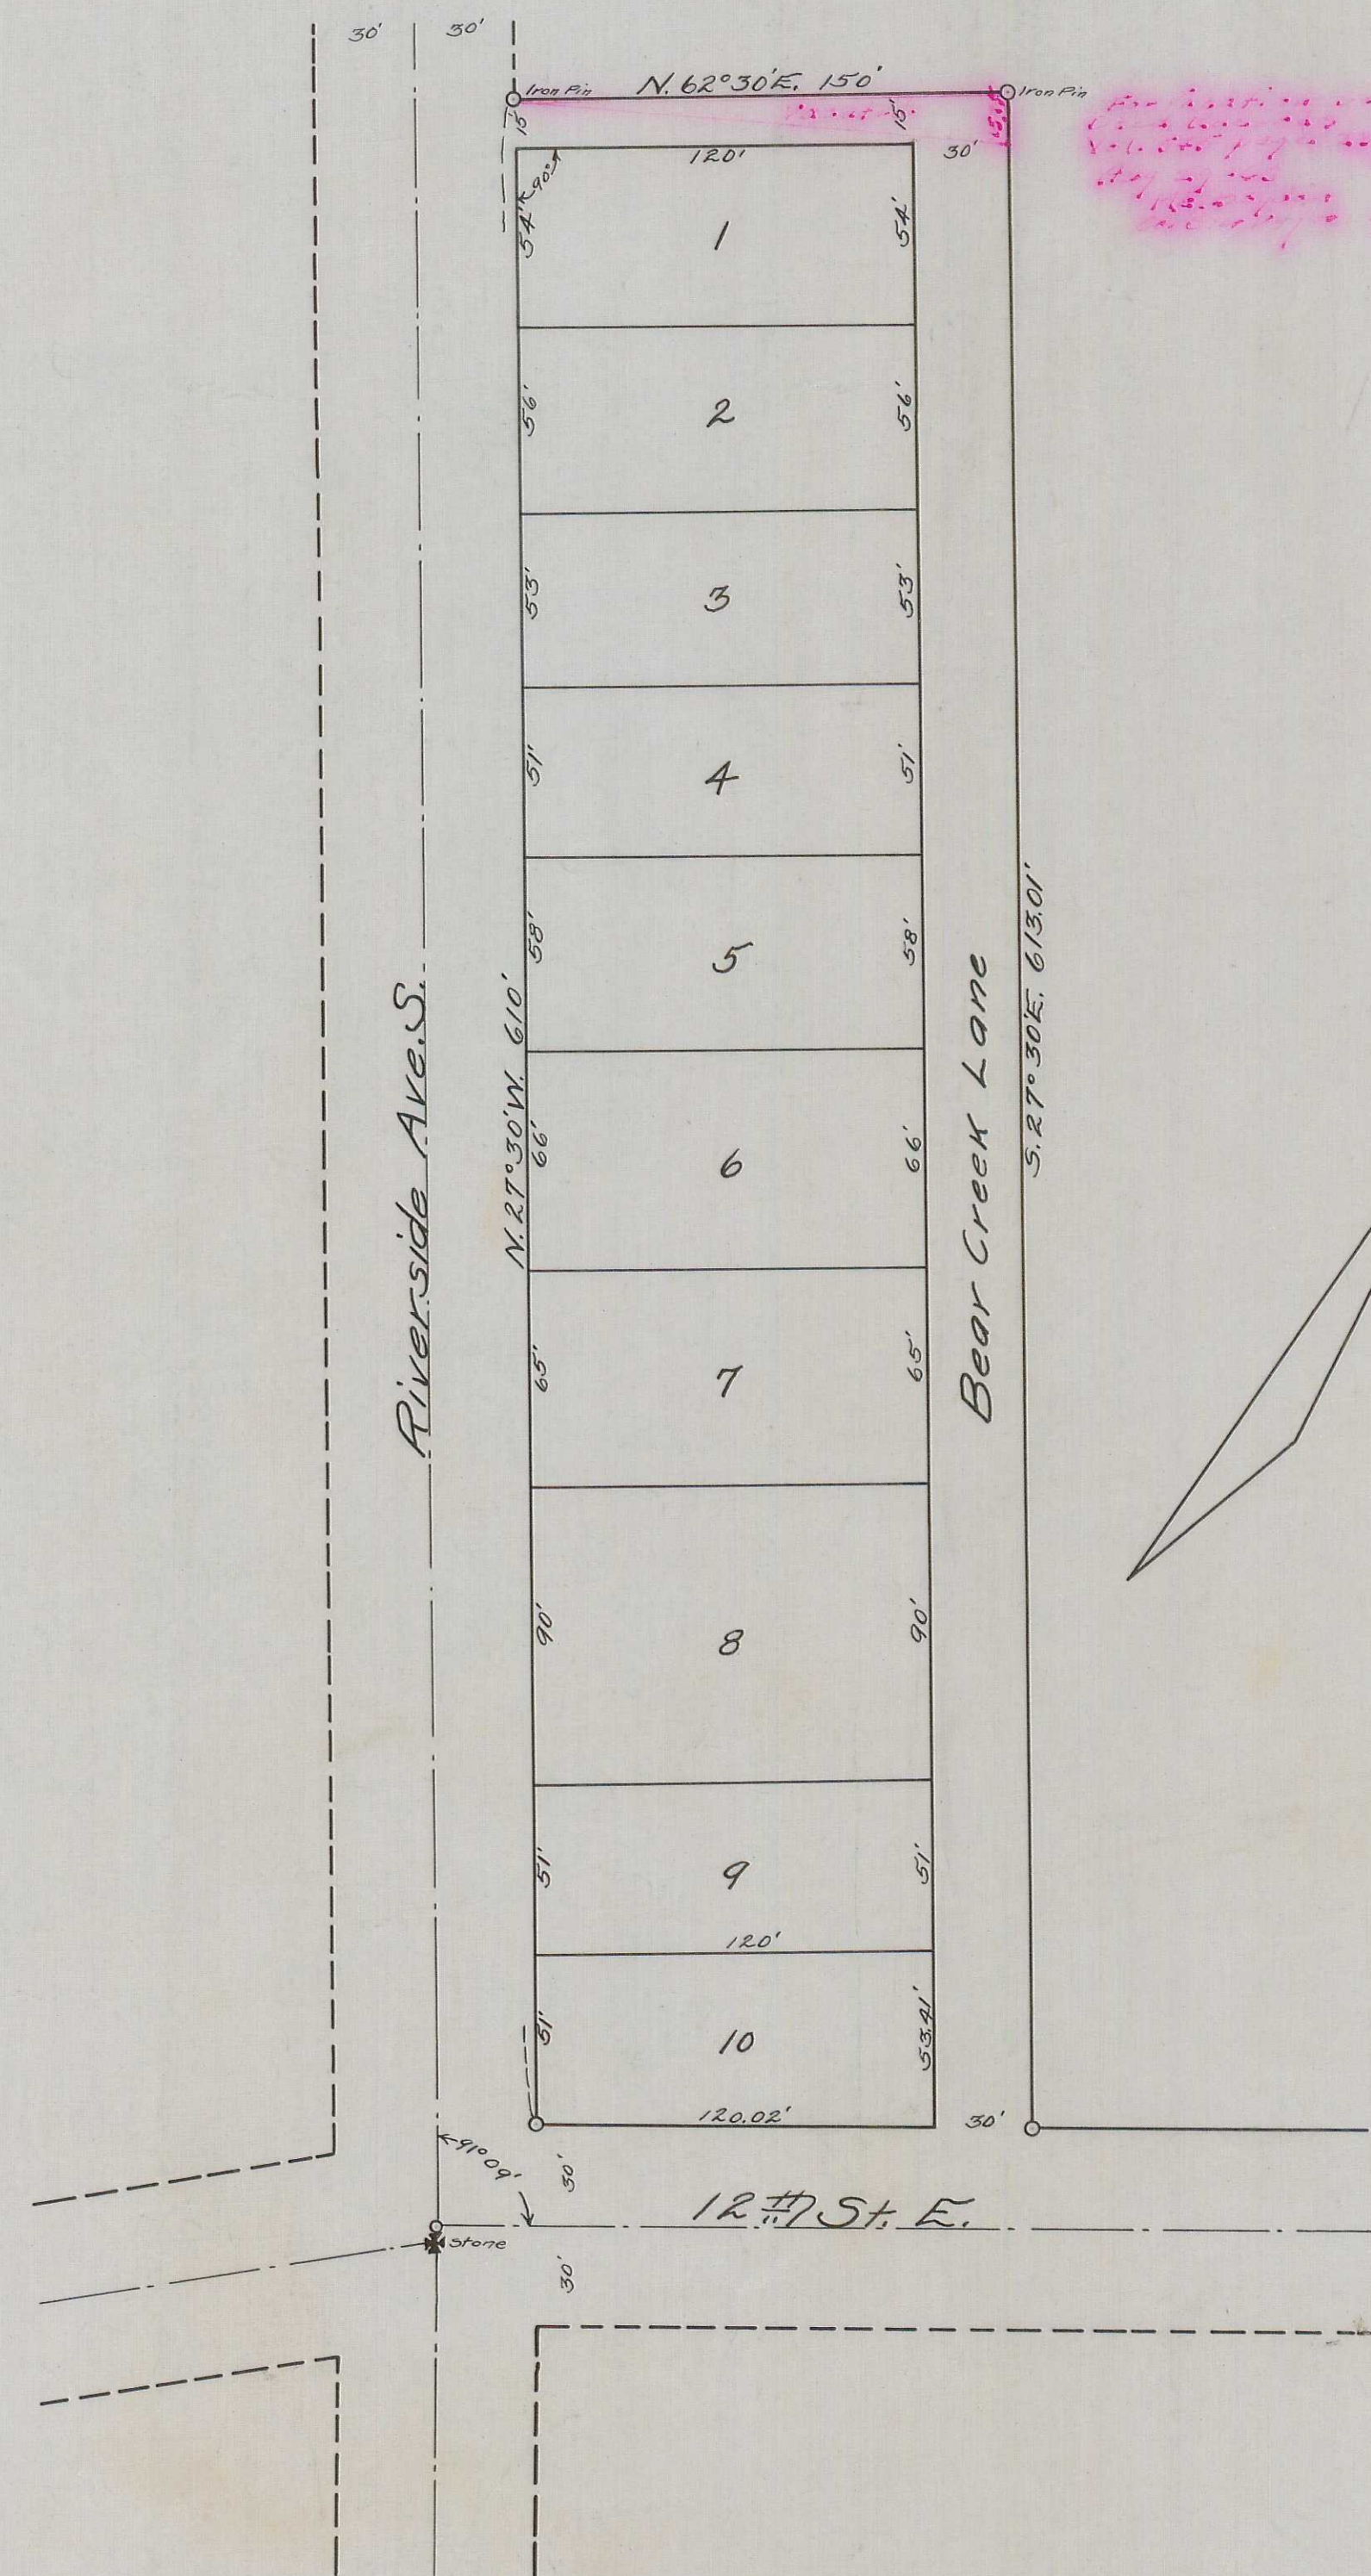 30' 30'
Iron Pin N. 62° 30' E. 150' Iron Pin
15' 15' 15.15'
120' 30'
90°
54' 1 54'
56' 2 56'
53' 3 53'
51' 4 51'
58' 5 58'
66' 6 66'
65' 7 65'
90' 8 90'
51' 9 51'
120'
51' 10 53.41'
120.02' 30'
Riverside Ave. S.
N. 27° 30' W. 610'
Bear Creek Lane
S. 27° 30' E. 613.01'
91° 09' 30'
12th St. E.
Stone
30'